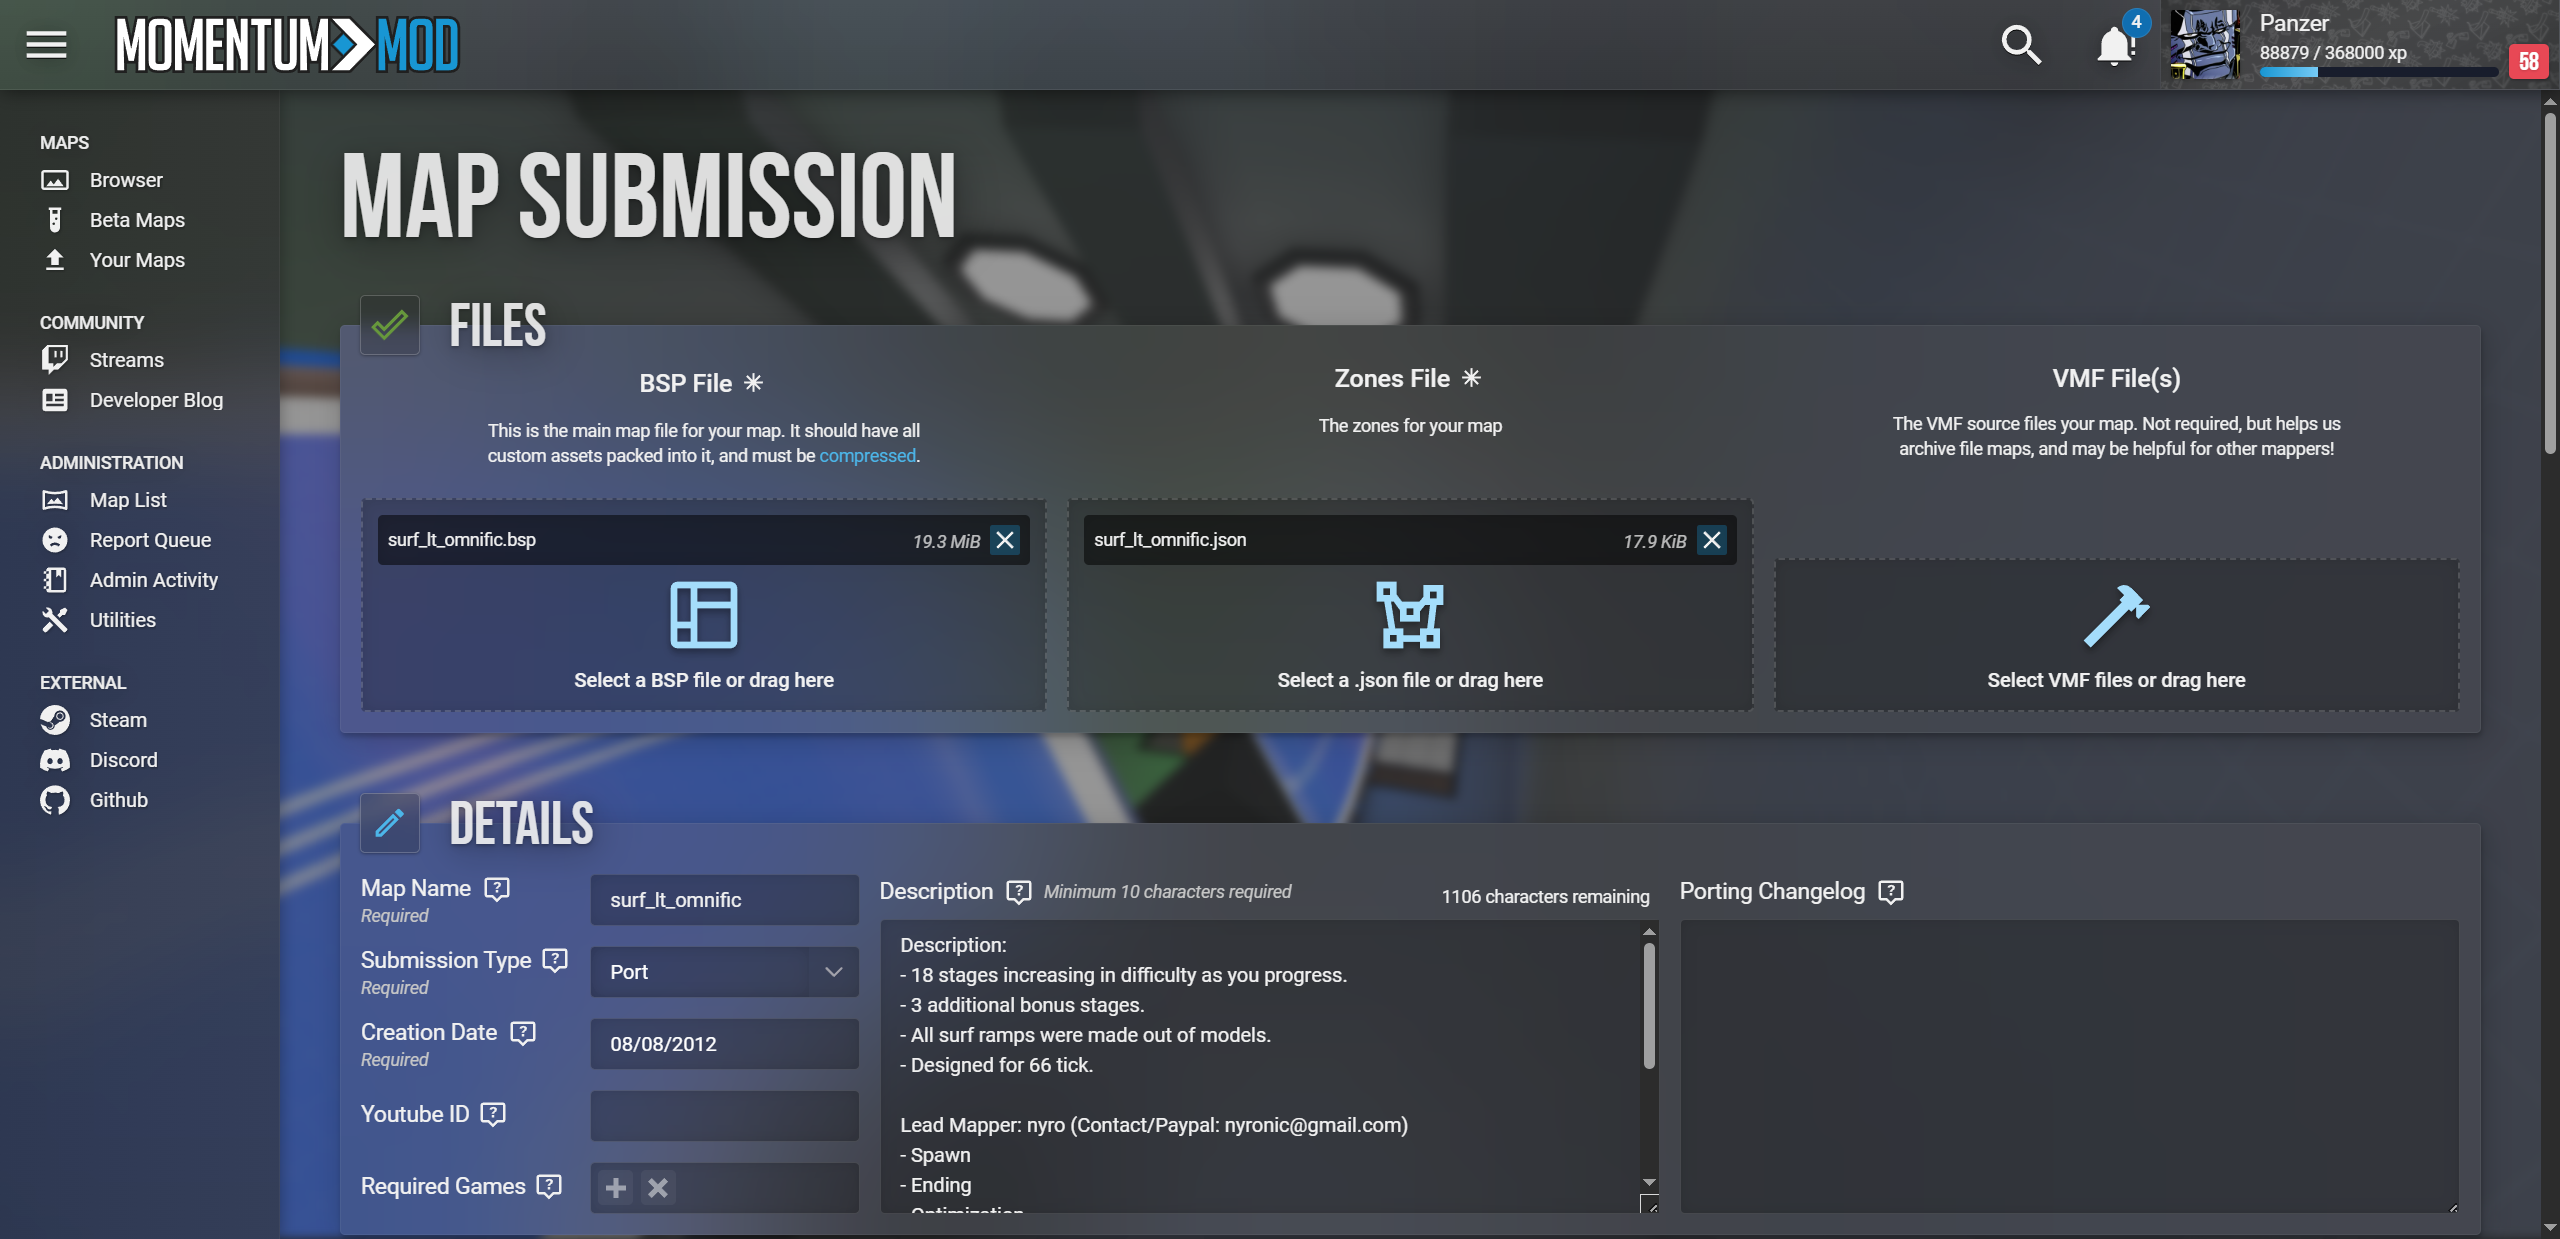 MOMENTUM MOD
4
Panzer
88879 / 368000 xp
58
MAPS
Browser
Beta Maps
Your Maps
COMMUNITY
Streams
Developer Blog
ADMINISTRATION
Map List
Report Queue
Admin Activity
Utilities
EXTERNAL
Steam
Discord
Github
MAP SUBMISSION
FILES
BSP File ✳
This is the main map file for your map. It should have all
custom assets packed into it, and must be compressed.
surf_lt_omnific.bsp
19.3 MiB
Select a BSP file or drag here
Zones File ✳
The zones for your map
surf_lt_omnific.json
17.9 KiB
Select a .json file or drag here
VMF File(s)
The VMF source files your map. Not required, but helps us
archive file maps, and may be helpful for other mappers!
Select VMF files or drag here
DETAILS
Map Name
Required
surf_lt_omnific
Submission Type
Required
Port
Creation Date
Required
08/08/2012
Youtube ID
Required Games
Description
Minimum 10 characters required
1106 characters remaining
Description:
- 18 stages increasing in difficulty as you progress.
- 3 additional bonus stages.
- All surf ramps were made out of models.
- Designed for 66 tick.
Lead Mapper: nyro (Contact/Paypal: nyronic@gmail.com)
- Spawn
- Ending
- Optimization
Porting Changelog